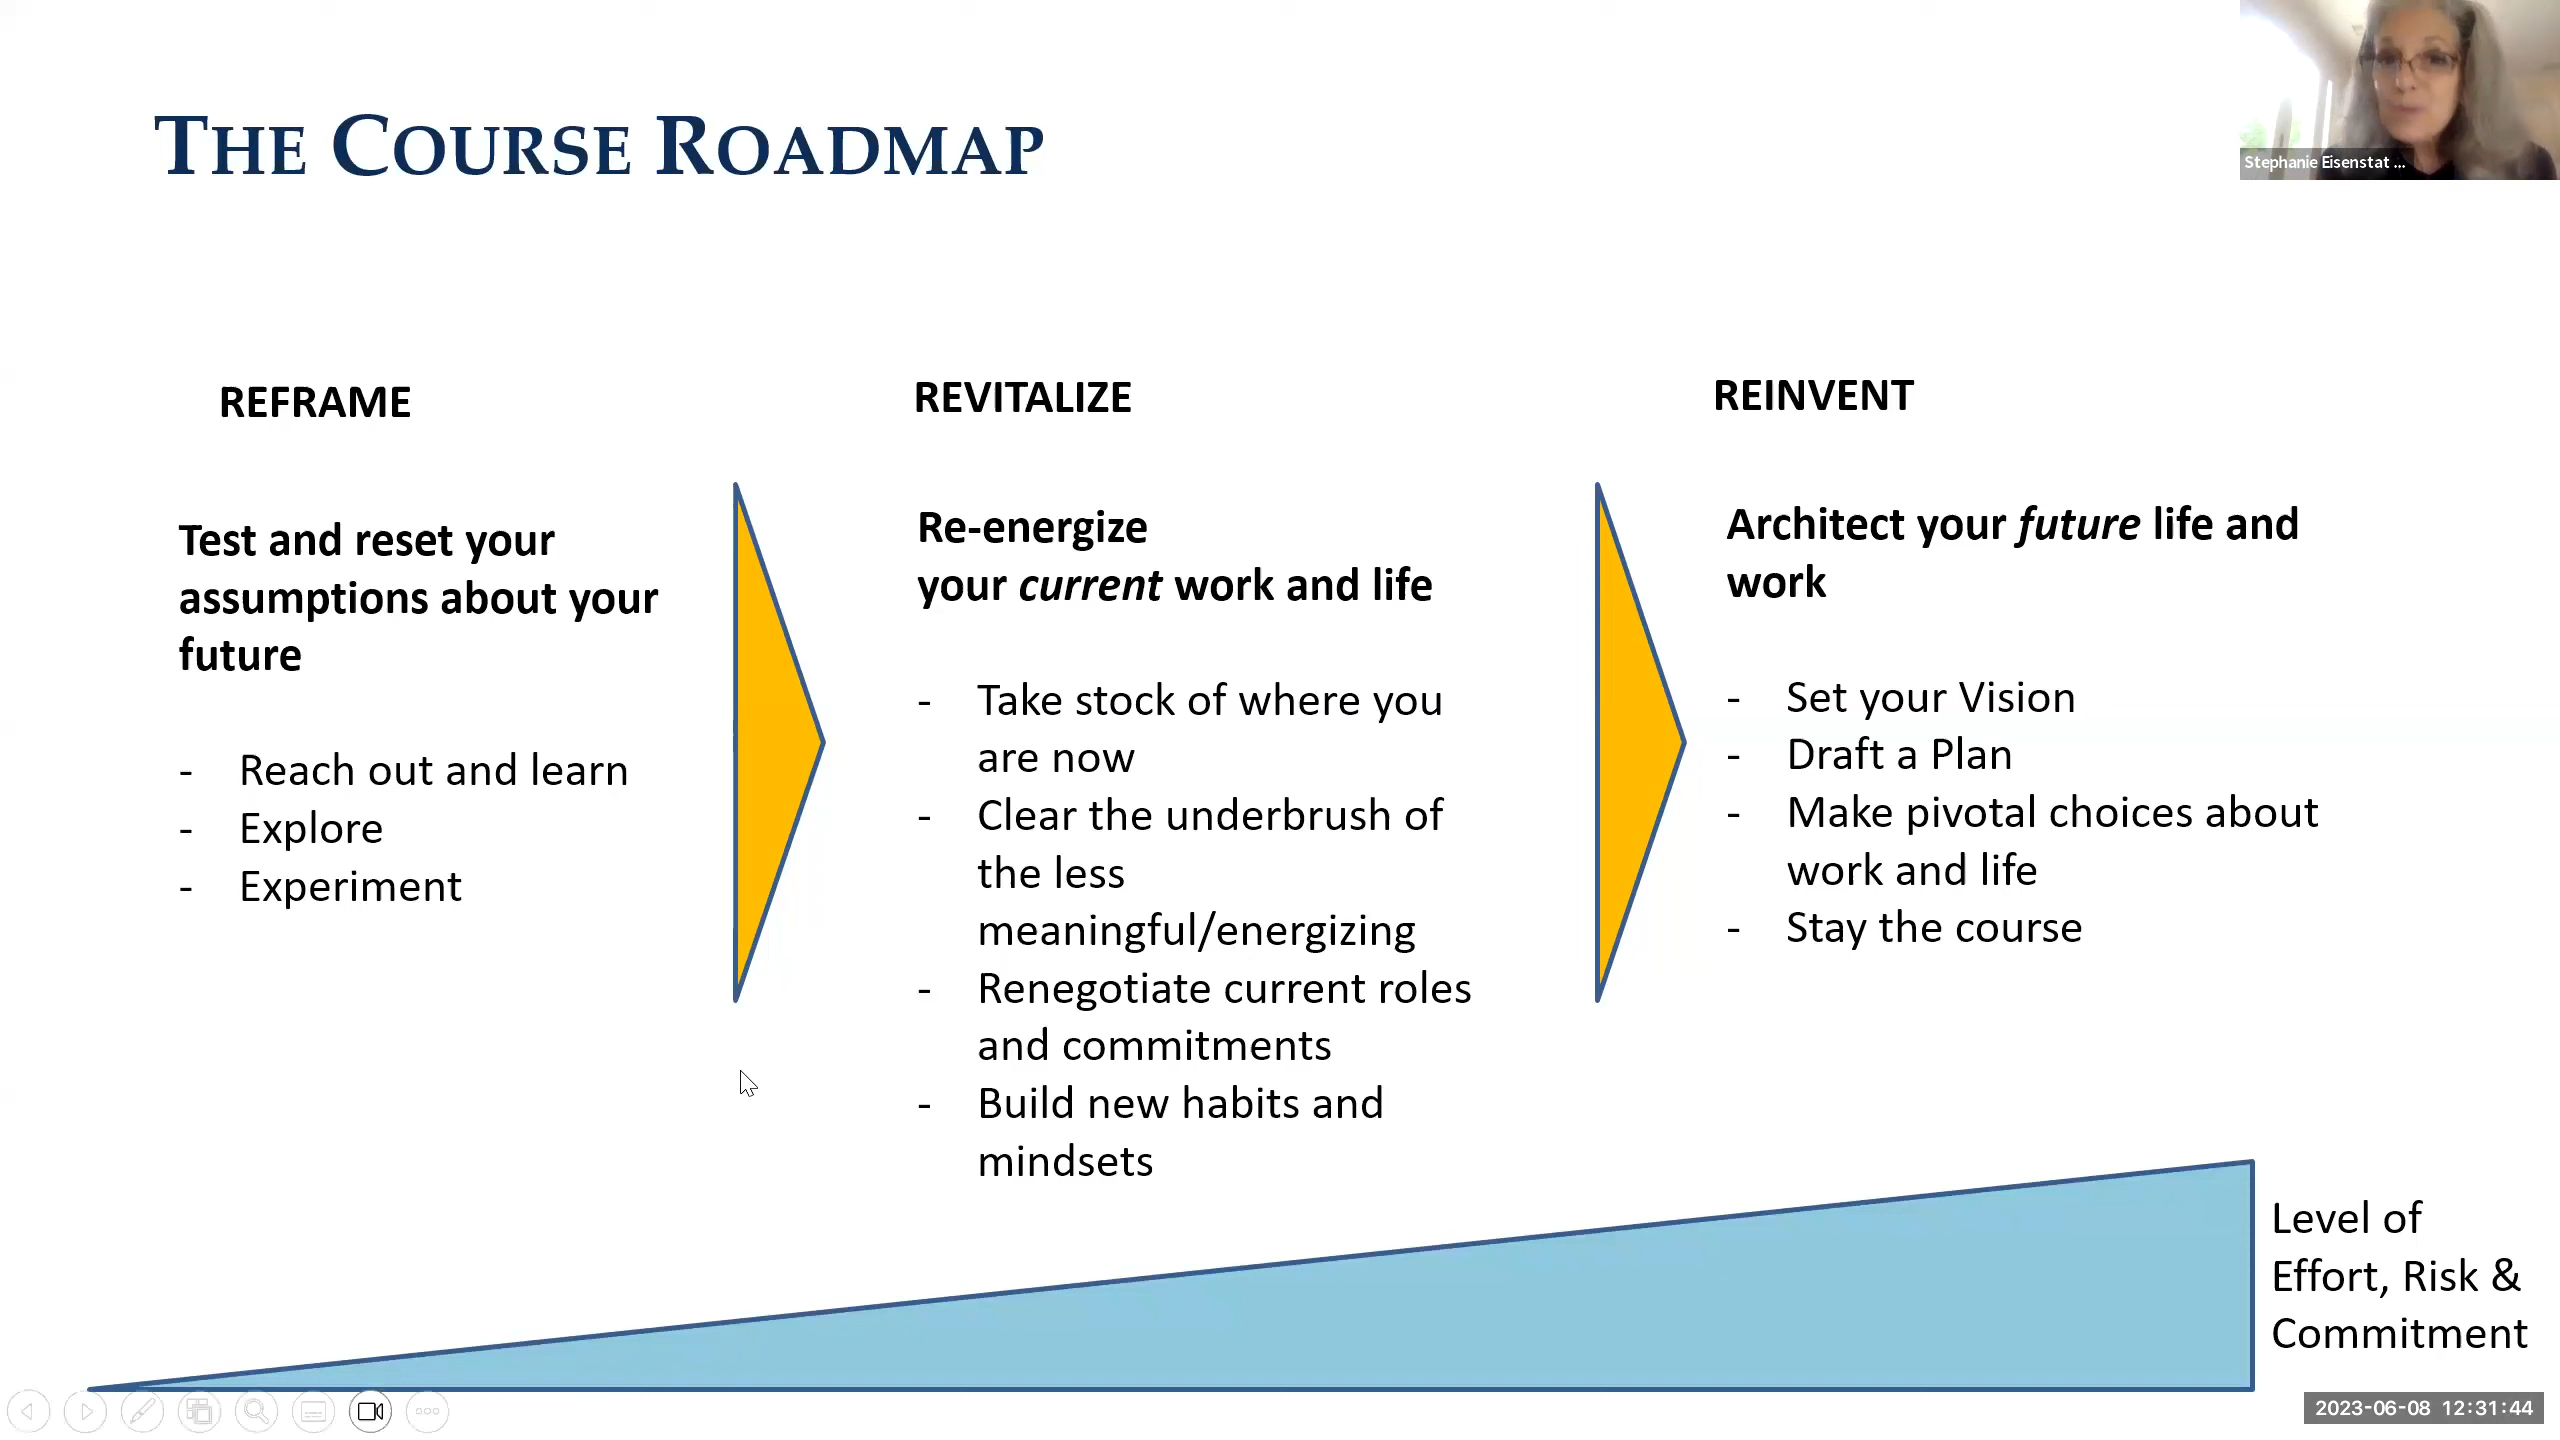 THE COURSE ROADMAP
Stephanie Eisenstat ...
REFRAME
Test and reset your
assumptions about your
future
- Reach out and learn
- Explore
- Experiment
REVITALIZE
Re-energize
your current work and life
- Take stock of where you
are now
- Clear the underbrush of
the less
meaningful/energizing
- Renegotiate current roles
and commitments
- Build new habits and
mindsets
REINVENT
Architect your future life and
work
- Set your Vision
- Draft a Plan
- Make pivotal choices about
work and life
- Stay the course
Level of
Effort, Risk &
Commitment
2023-06-08 12:31:44